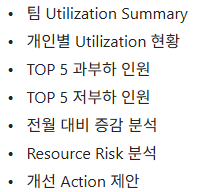 • 팀 Utilization Summary
• 개인별 Utilization 현황
• TOP 5 과부하 인원
• TOP 5 저부하 인원
• 전월 대비 증감 분석
• Resource Risk 분석
• 개선 Action 제안